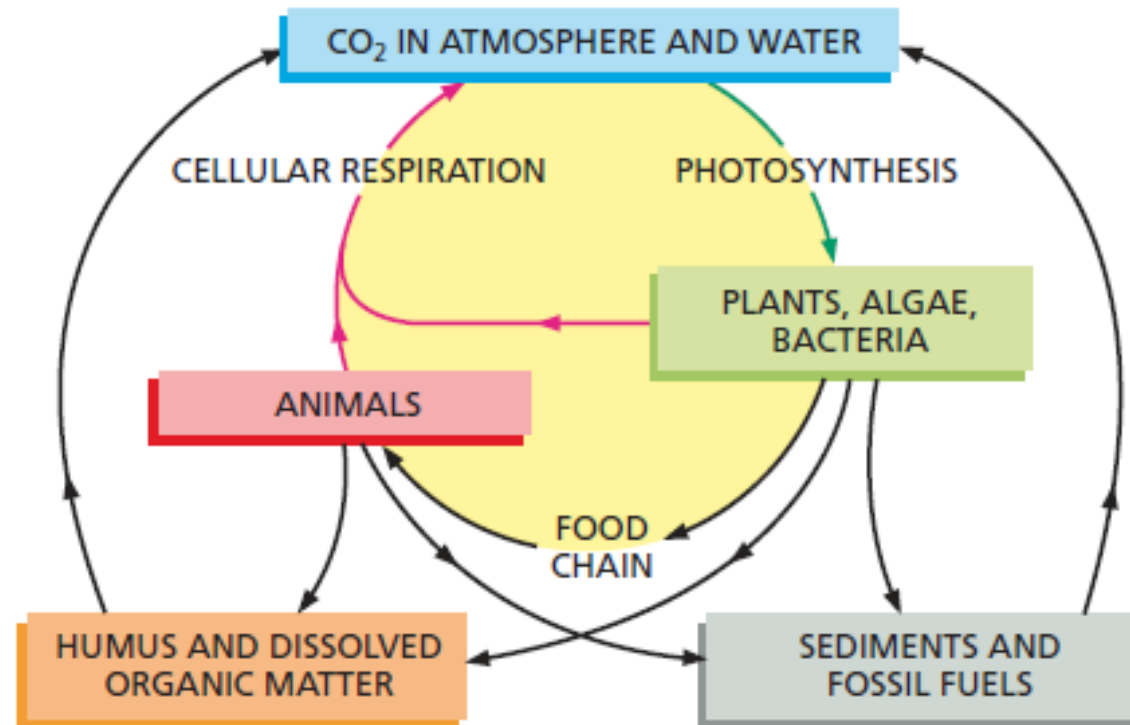 CO₂ IN ATMOSPHERE AND WATER
CELLULAR RESPIRATION
PHOTOSYNTHESIS
PLANTS, ALGAE,
BACTERIA
ANIMALS
FOOD
CHAIN
HUMUS AND DISSOLVED
ORGANIC MATTER
SEDIMENTS AND
FOSSIL FUELS